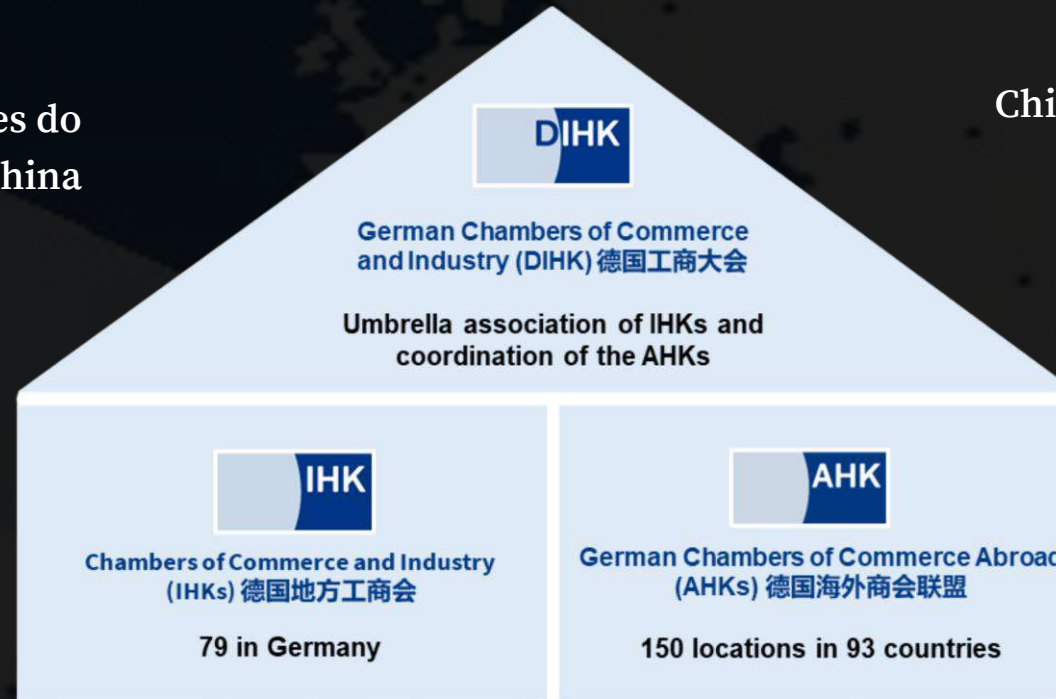 es do
hina
Chi
DIHK
German Chambers of Commerce
and Industry (DIHK) 德国工商大会
Umbrella association of IHKs and
coordination of the AHKs
IHK
Chambers of Commerce and Industry
(IHKs) 德国地方工商会
79 in Germany
AHK
German Chambers of Commerce Abroad
(AHKs) 德国海外商会联盟
150 locations in 93 countries